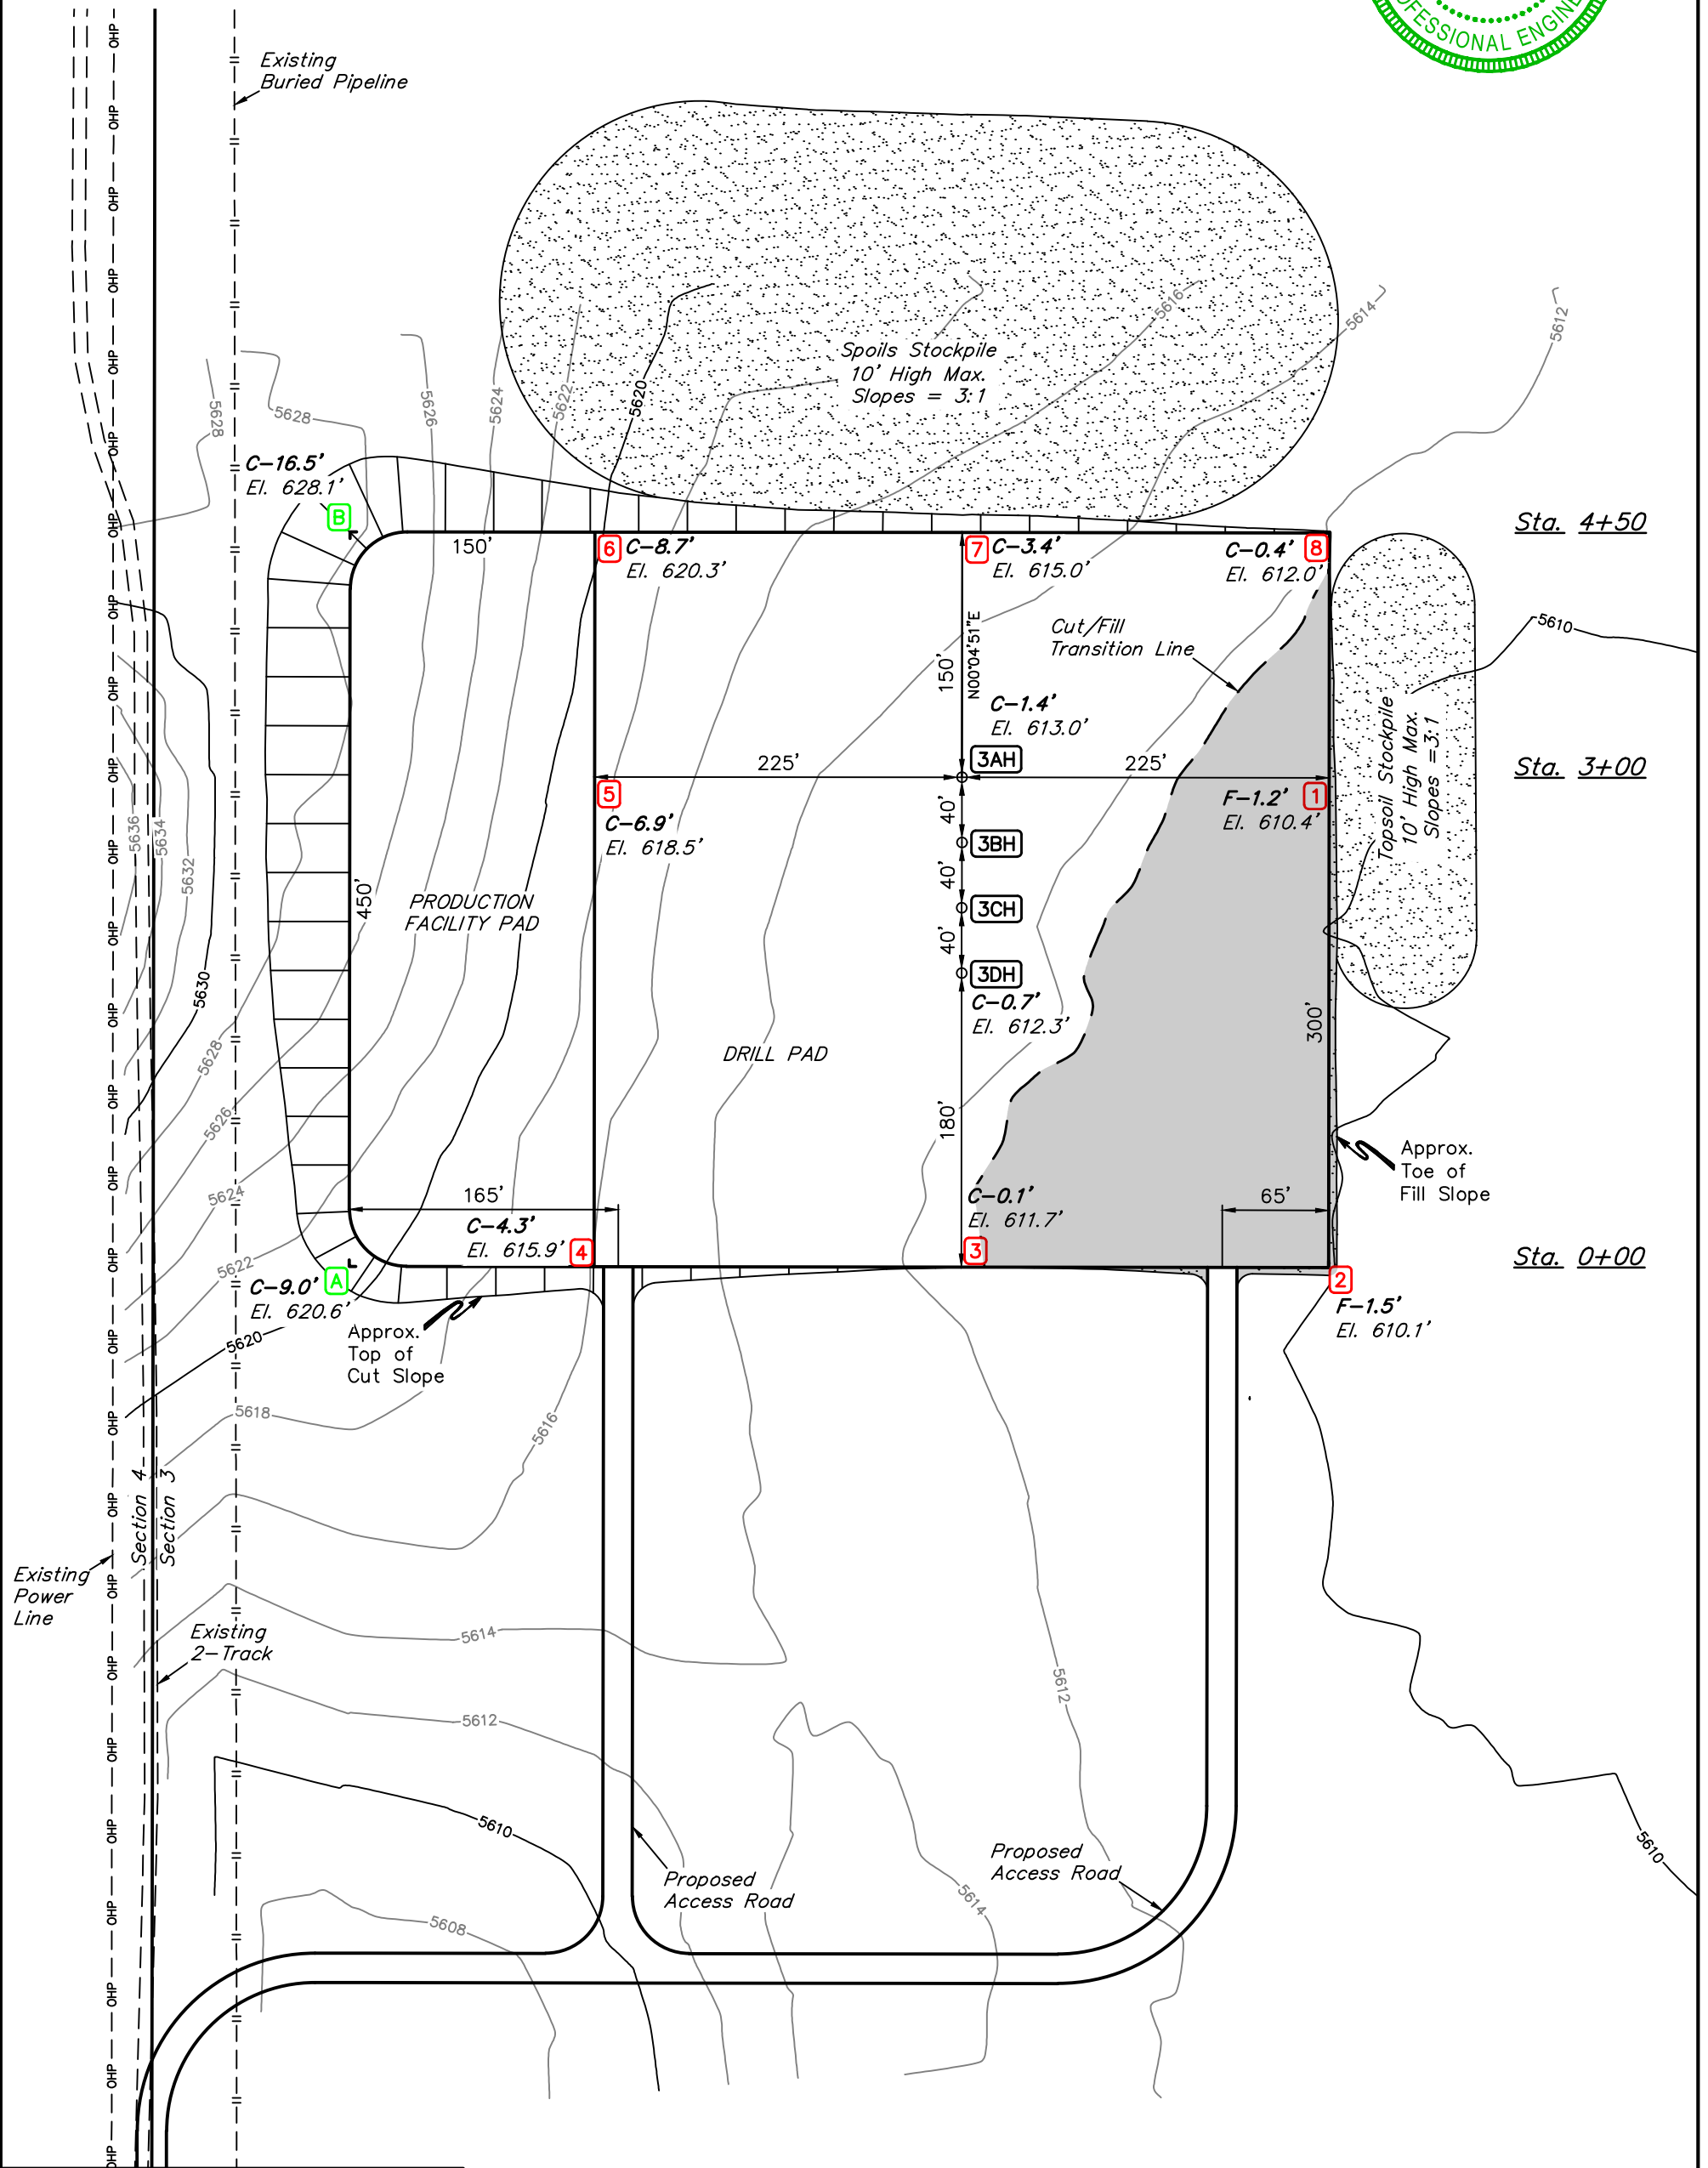 OFESSIONAL ENGINE
Existing
Buried Pipeline
OHP
5616
5614
5612
Spoils Stockpile
10' High Max.
Slopes = 3:1
5620
5622
5624
5626
5628
5628
C-16.5'
El. 628.1'
B
Sta. 4+50
150'
6
C-8.7'
El. 620.3'
7
C-3.4'
El. 615.0'
C-0.4'
El. 612.0'
8
Cut/Fill
Transition Line
N00°04'51"E
150'
5610
C-1.4'
El. 613.0'
3AH
225'
225'
Sta. 3+00
5
C-6.9'
El. 618.5'
F-1.2'
El. 610.4'
1
Topsoil Stockpile
10' High Max.
Slopes =3:1
5636
5634
5632
5630
40'
3BH
40'
3CH
40'
3DH
C-0.7'
El. 612.3'
450'
PRODUCTION
FACILITY PAD
DRILL PAD
300'
180'
5628
5626
5624
5622
5620
Approx.
Toe of
Fill Slope
165'
65'
C-4.3'
El. 615.9'
4
C-0.1'
El. 611.7'
3
Sta. 0+00
C-9.0'
El. 620.6'
A
2
F-1.5'
El. 610.1'
Approx.
Top of
Cut Slope
5618
5616
Section 4
Section 3
Existing
Power
Line
Existing
2-Track
5614
5612
5612
5610
5610
Proposed
Access Road
Proposed
Access Road
5614
5608